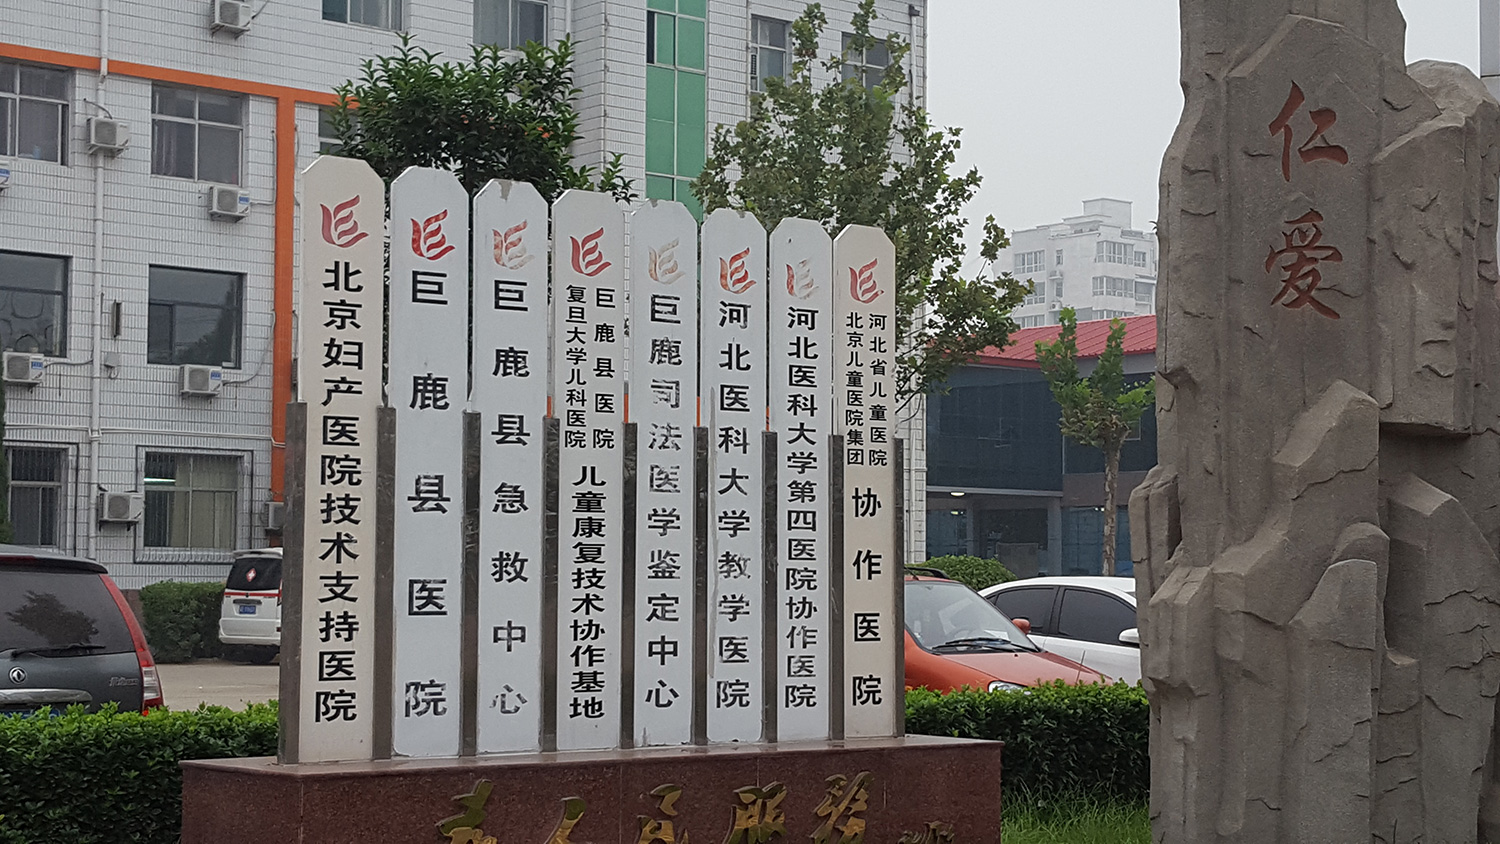 北京妇产医院技术支持医院
巨鹿县医院
巨鹿县急救中心
巨鹿县医院
复旦大学儿科医院
儿童康复技术协作基地
巨鹿司法医学鉴定中心
河北医科大学教学医院
河北医科大学第四医院协作医院
河北省儿童医院
北京儿童医院集团
协作医院
为人民服务
仁爱